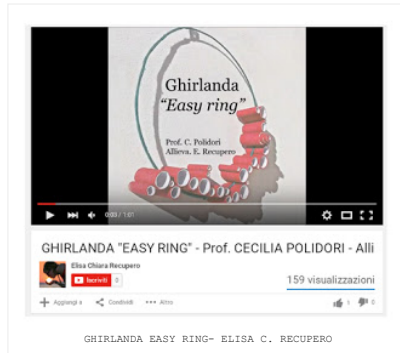 Ghirlanda
"Easy ring"
Prof. C. Polidori
Allieva. E. Recupero
0:03 / 1:01
GHIRLANDA "EASY RING" - Prof. CECILIA POLIDORI - Alli
Elisa Chiara Recupero
Iscriviti 3
159 visualizzazioni
Aggiungi a Condividi Altro
1 0
GHIRLANDA EASY RING- ELISA C. RECUPERO